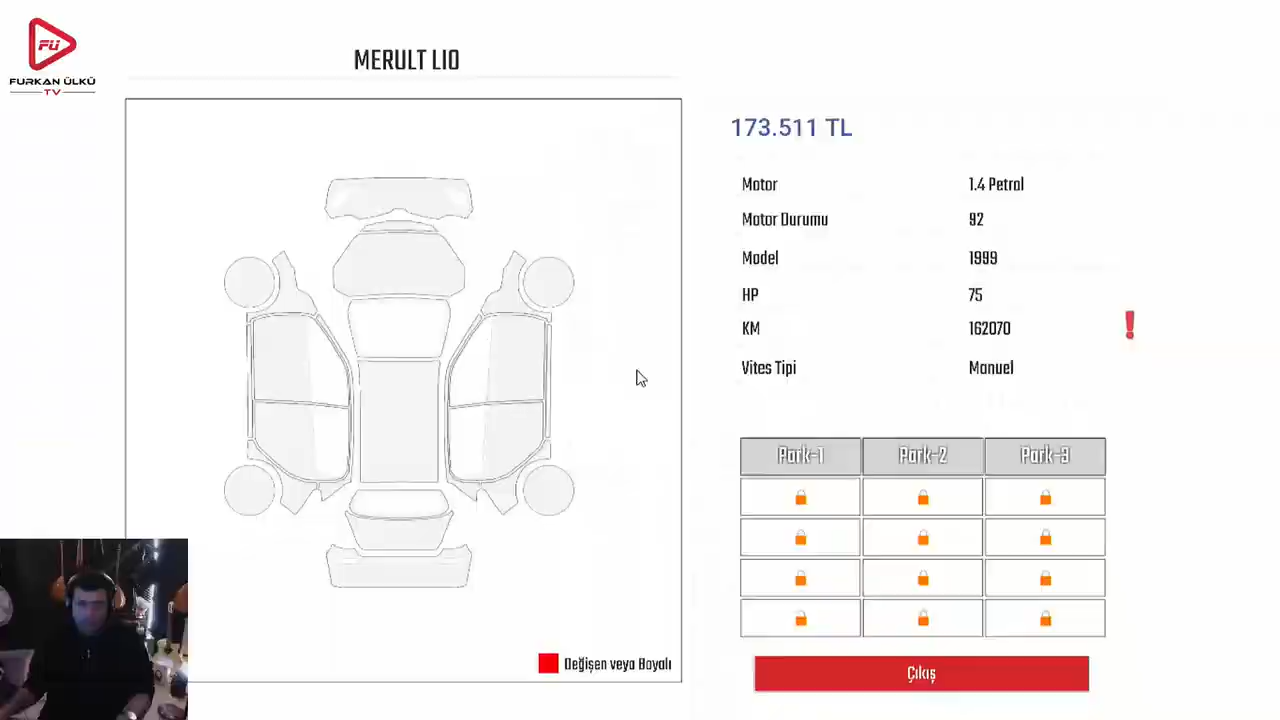 FU
FURKAN ÜLKÜ
TV
MERULT LIO
173.511 TL
Motor 1.4 Petrol
Motor Durumu 92
Model 1999
HP 75
KM 162070 !
Vites Tipi Manuel
Park-1 Park-2 Park-3
Değişen veya Boyalı
Çıkış